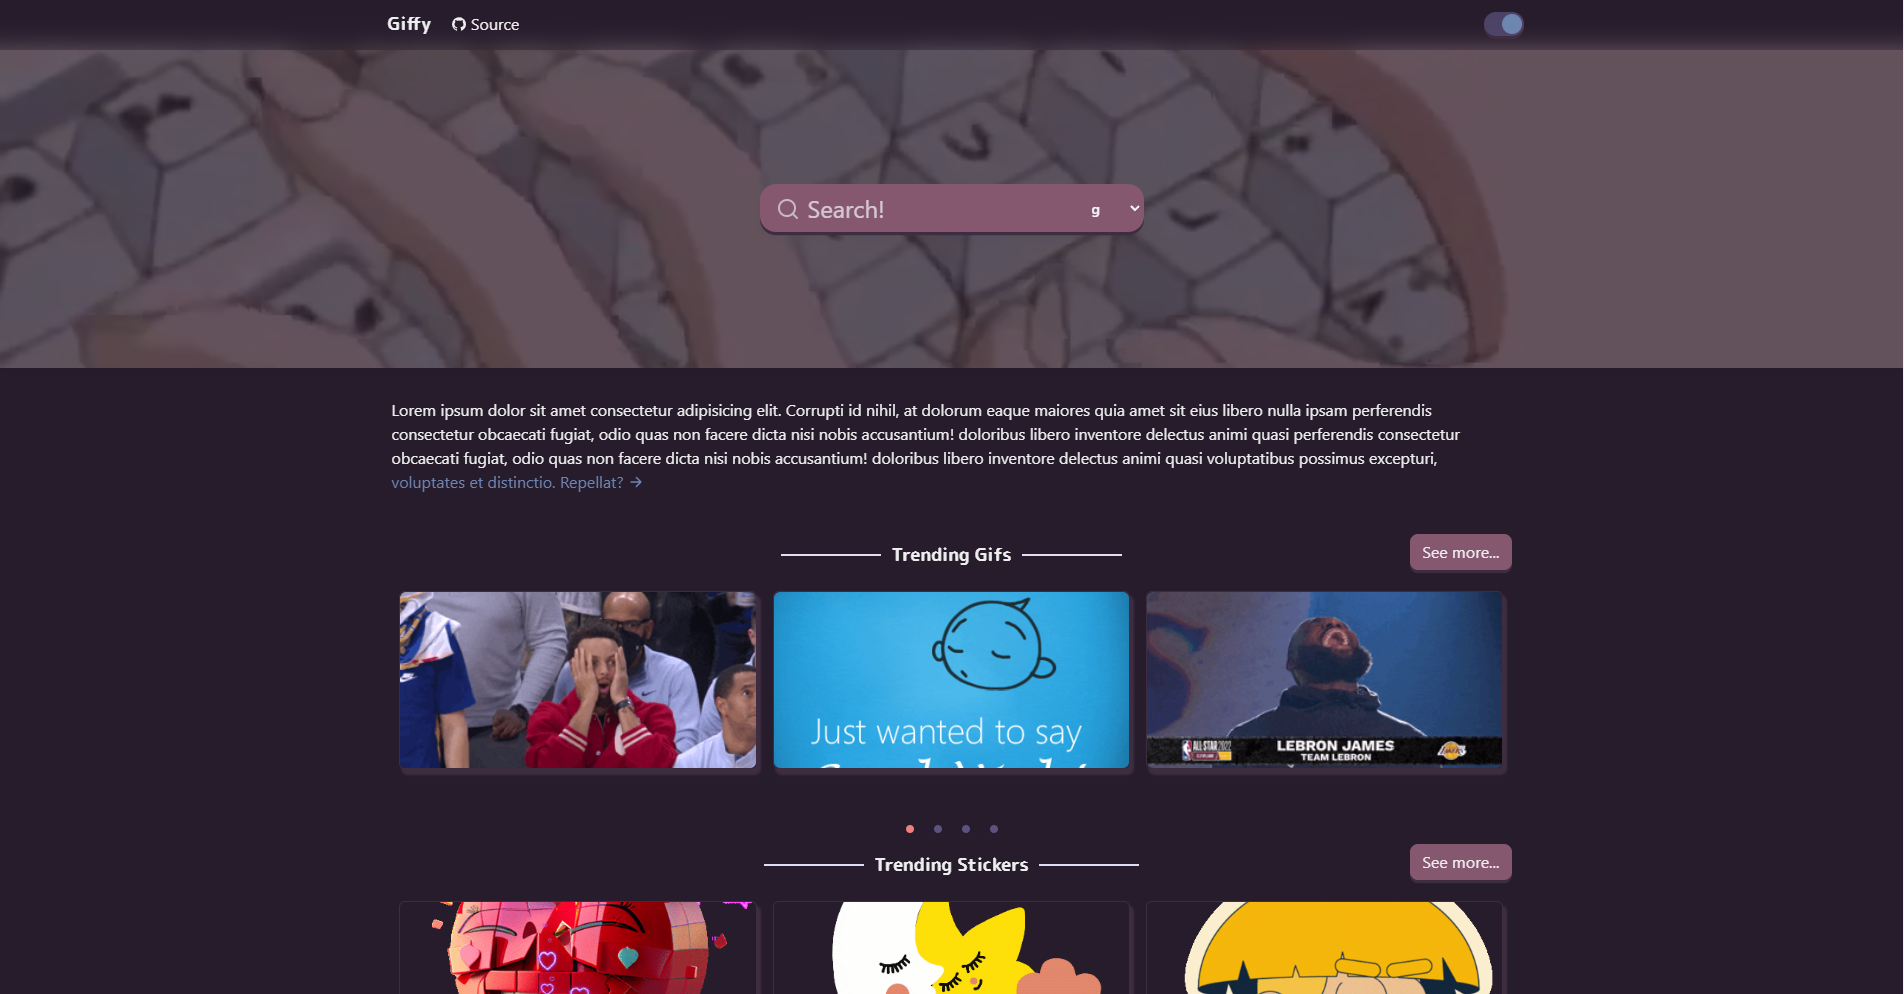 Giffy
Source
Search!
g
Lorem ipsum dolor sit amet consectetur adipisicing elit. Corrupti id nihil, at dolorum eaque maiores quia amet sit eius libero nulla ipsam perferendis
consectetur obcaecati fugiat, odio quas non facere dicta nisi nobis accusantium! doloribus libero inventore delectus animi quasi perferendis consectetur
obcaecati fugiat, odio quas non facere dicta nisi nobis accusantium! doloribus libero inventore delectus animi quasi voluptatibus possimus excepturi,
voluptates et distinctio. Repellat? →
Trending Gifs
See more...
Just wanted to say
ALL STAR 2022
LEBRON JAMES
TEAM LEBRON
Trending Stickers
See more...